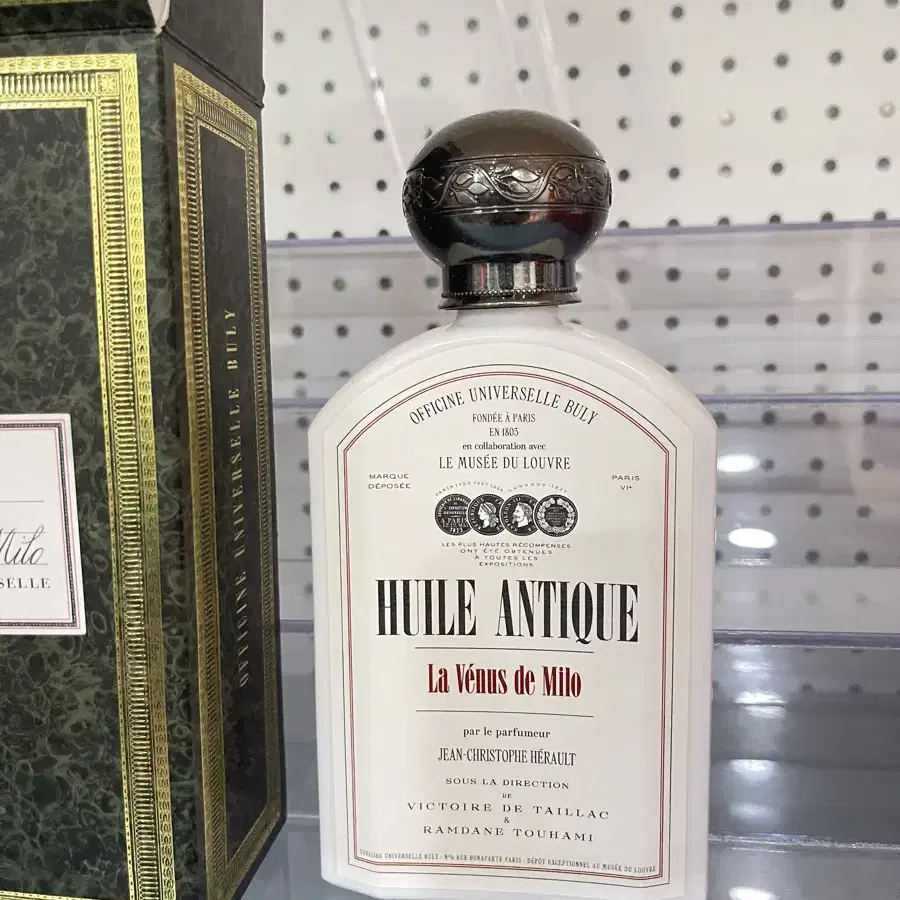 Milo
SELLE
OFFICINE UNIVERSELLE BULY
OFFICINE UNIVERSELLE BULY
FONDÉE À PARIS
EN 1803
en collaboration avec
LE MUSÉE DU LOUVRE
MARQUE
DÉPOSÉE
PARIS
VIe
LES PLUS HAUTES RÉCOMPENSES
ONT ÉTÉ OBTENUES
À TOUTES LES
EXPOSITIONS
HUILE ANTIQUE
La Vénus de Milo
par le parfumeur
JEAN-CHRISTOPHE HÉRAULT
SOUS LA DIRECTION
DE
VICTOIRE DE TAILLAC
&
RAMDANE TOUHAMI
OFFICINE UNIVERSELLE BULY · Nº6 RUE BONAPARTE PARIS · DÉPÔT EXCEPTIONNEL AU MUSÉE DU LOUVRE